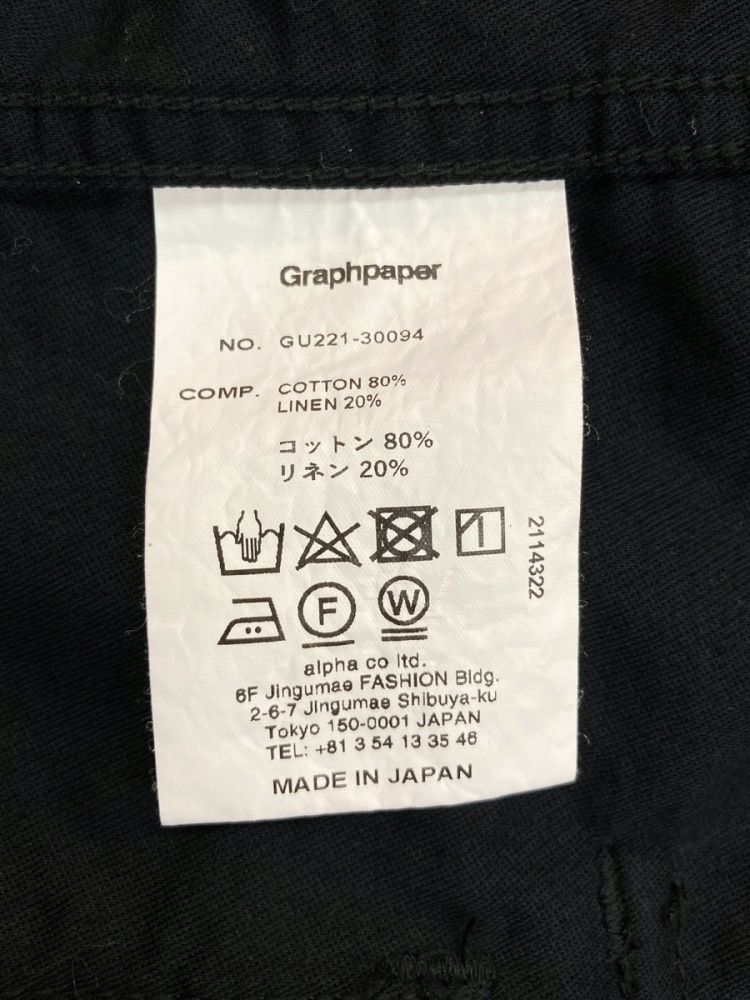 Graphpaper
NO. GU221-30094
COMP. COTTON 80%
LINEN 20%
コットン 80%
リネン 20%
2114322
F
W
alpha co ltd.
6F Jingumae FASHION Bldg.
2-6-7 Jingumae Shibuya-ku
Tokyo 150-0001 JAPAN
TEL: +81 3 54 13 35 46
MADE IN JAPAN